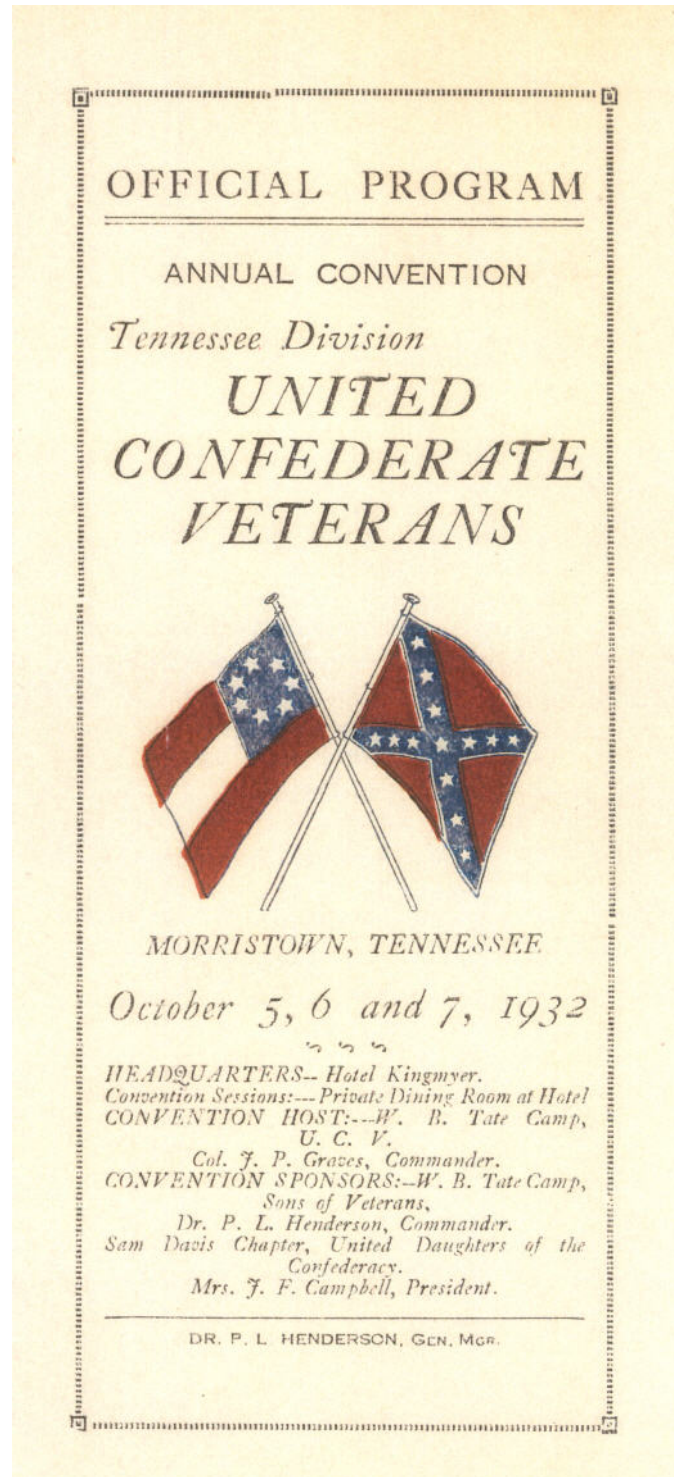 OFFICIAL PROGRAM
ANNUAL CONVENTION
Tennessee Division
UNITED
CONFEDERATE
VETERANS
MORRISTOWN, TENNESSEE
October 5, 6 and 7, 1932
HEADQUARTERS-- Hotel Kingmyer.
Convention Sessions:---Private Dining Room at Hotel
CONVENTION HOST:---W. B. Tate Camp,
U. C. V.
Col. J. P. Graves, Commander.
CONVENTION SPONSORS:--W. B. Tate Camp,
Sons of Veterans,
Dr. P. L. Henderson, Commander.
Sam Davis Chapter, United Daughters of the
Confederacy.
Mrs. J. F. Campbell, President.
DR. P. L HENDERSON, GEN. MGR.